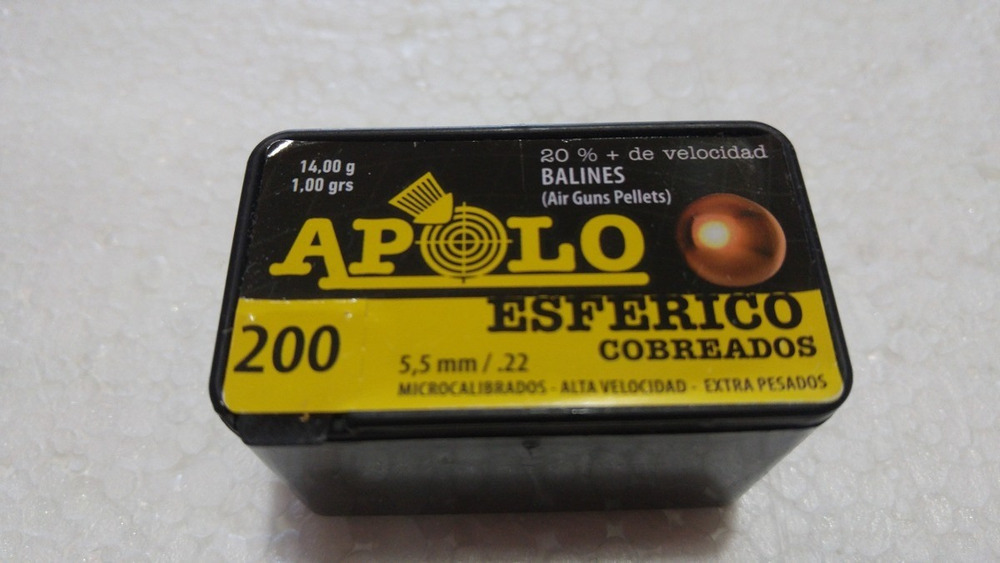 14,00 g
1,00 grs
20 % + de velocidad
BALINES
(Air Guns Pellets)
APOLO
ESFERICO
COBREADOS
200
5,5 mm / .22
MICROCALIBRADOS - ALTA VELOCIDAD - EXTRA PESADOS